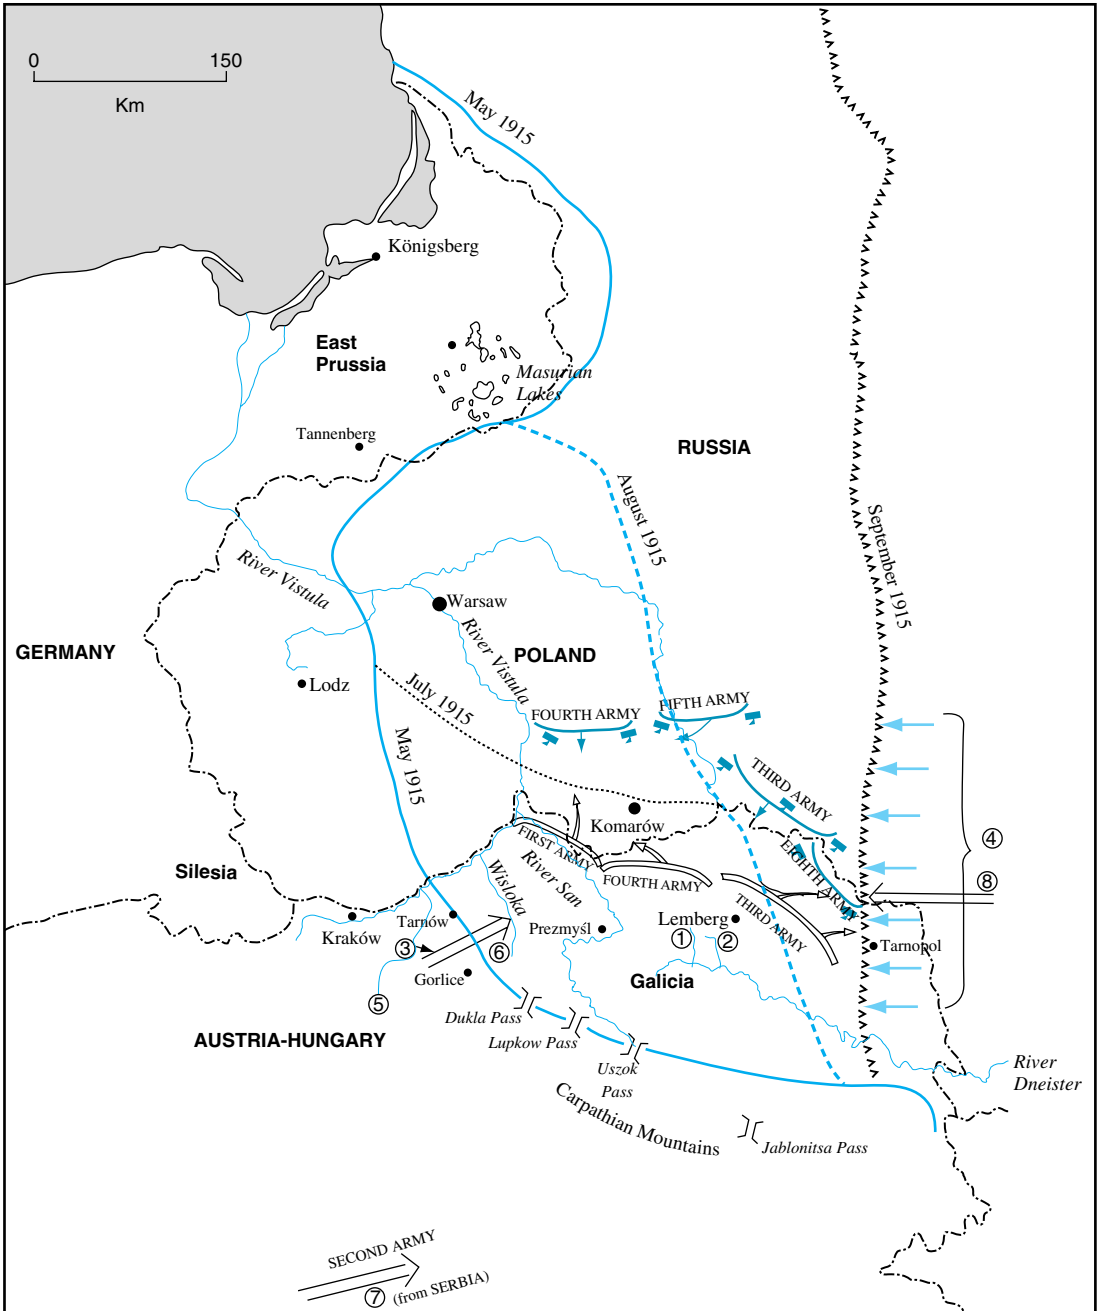 0
150
Km
May 1915
Königsberg
East
Prussia
Masurian
Lakes
Tannenberg
RUSSIA
August 1915
September 1915
River Vistula
Warsaw
River Vistula
POLAND
GERMANY
Lodz
July 1915
FOURTH ARMY
FIFTH ARMY
May 1915
THIRD ARMY
Komarów
FIRST ARMY
EIGHTH ARMY
④
Silesia
Wisloka
River San
FOURTH ARMY
THIRD ARMY
⑧
Kraków
Tarnów
Prezmyśl
Lemberg
①
②
Tarnopol
③
⑥
Gorlice
Galicia
⑤
Dukla Pass
AUSTRIA-HUNGARY
Lupkow Pass
Uszok
Pass
River
Dneister
Carpathian Mountains
Jablonitsa Pass
SECOND ARMY
⑦ (from SERBIA)